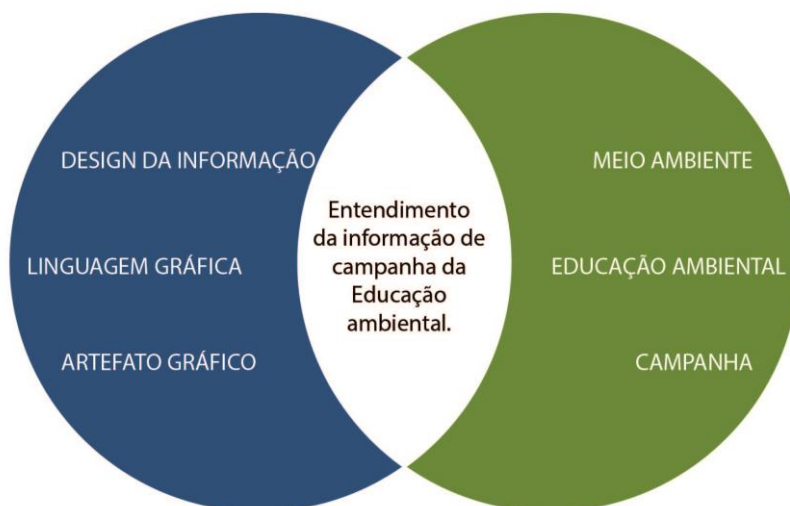 DESIGN DA INFORMAÇÃO
LINGUAGEM GRÁFICA
ARTEFATO GRÁFICO
Entendimento
da informação de
campanha da
Educação
ambiental.
MEIO AMBIENTE
EDUCAÇÃO AMBIENTAL
CAMPANHA